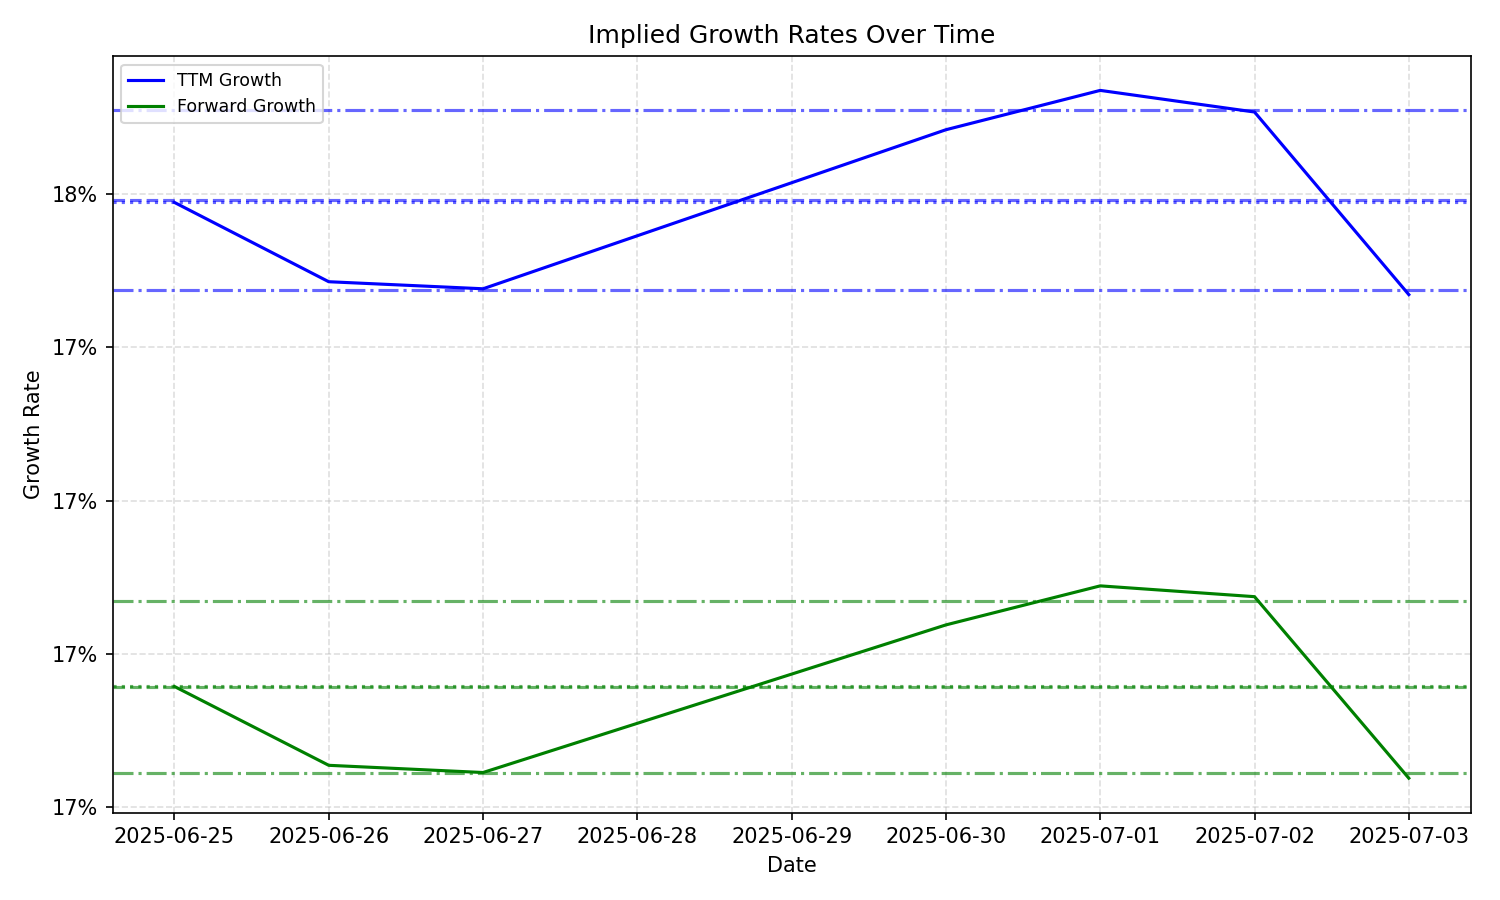 Implied Growth Rates Over Time
TTM Growth
Forward Growth
18%
17%
17%
17%
17%
Growth Rate
2025-06-25 2025-06-26 2025-06-27 2025-06-28 2025-06-29 2025-06-30 2025-07-01 2025-07-02 2025-07-03
Date